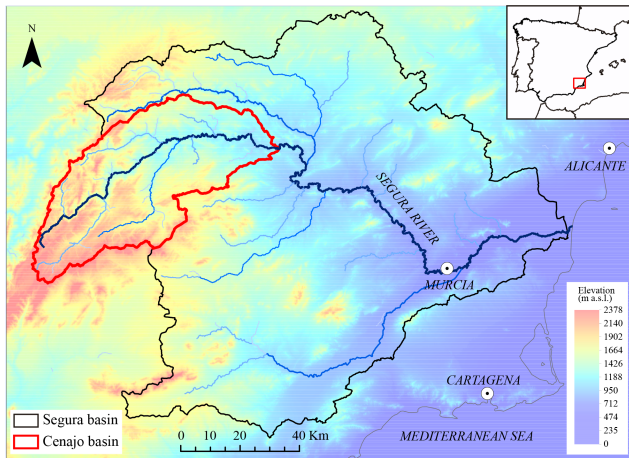 N
ALICANTE
SEGURA RIVER
MURCIA
Elevation
(m a.s.l.)
2378
2140
1902
1664
1426
1188
950
712
474
235
0
CARTAGENA
Segura basin
Cenajo basin
0 10 20 40 Km
MEDITERRANEAN SEA